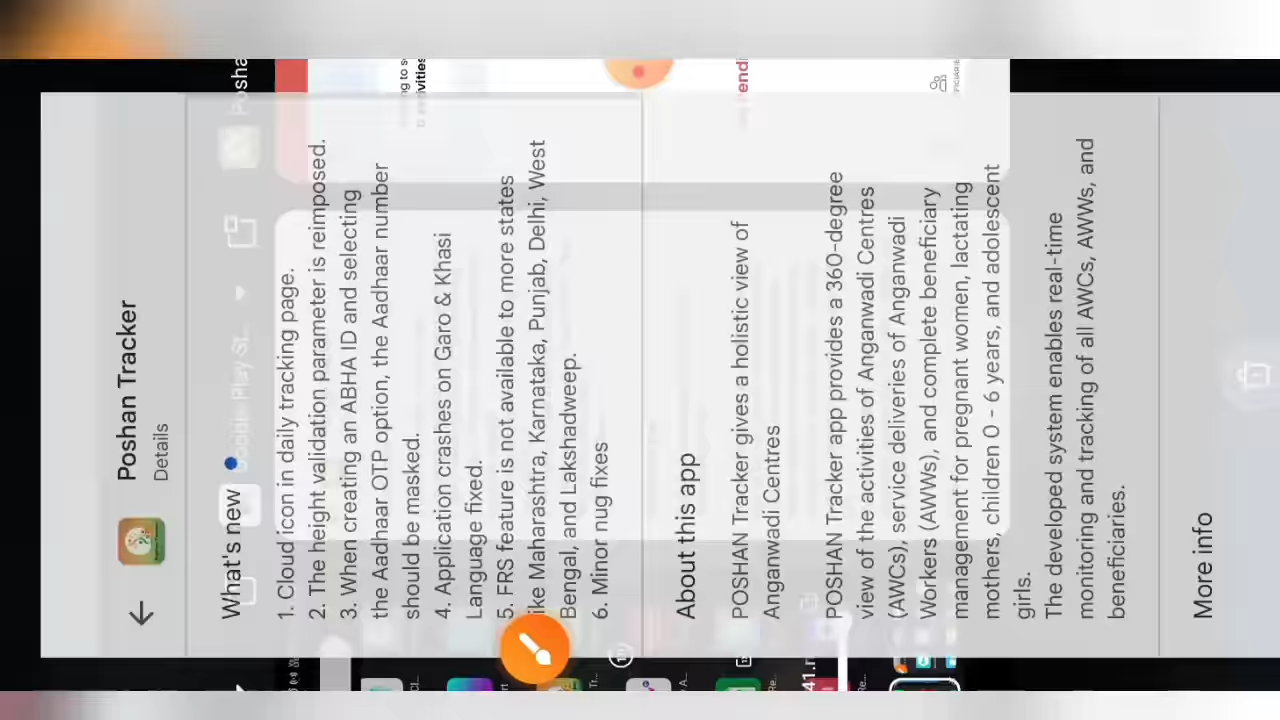 Poshan Tracker
Details
What's new
1. Cloud icon in daily tracking page.
2. The height validation parameter is reimposed.
3. When creating an ABHA ID and selecting
the Aadhaar OTP option, the Aadhaar number
should be masked.
4. Application crashes on Garo & Khasi
Language fixed.
5. FRS feature is not available to more states
like Maharashtra, Karnataka, Punjab, Delhi, West
Bengal, and Lakshadweep.
6. Minor nug fixes
About this app
POSHAN Tracker gives a holistic view of
Anganwadi Centres
POSHAN Tracker app provides a 360-degree
view of the activities of Anganwadi Centres
(AWCs), service deliveries of Anganwadi
Workers (AWWs), and complete beneficiary
management for pregnant women, lactating
mothers, children 0 - 6 years, and adolescent
girls.
The developed system enables real-time
monitoring and tracking of all AWCs, AWWs, and
beneficiaries.
More info